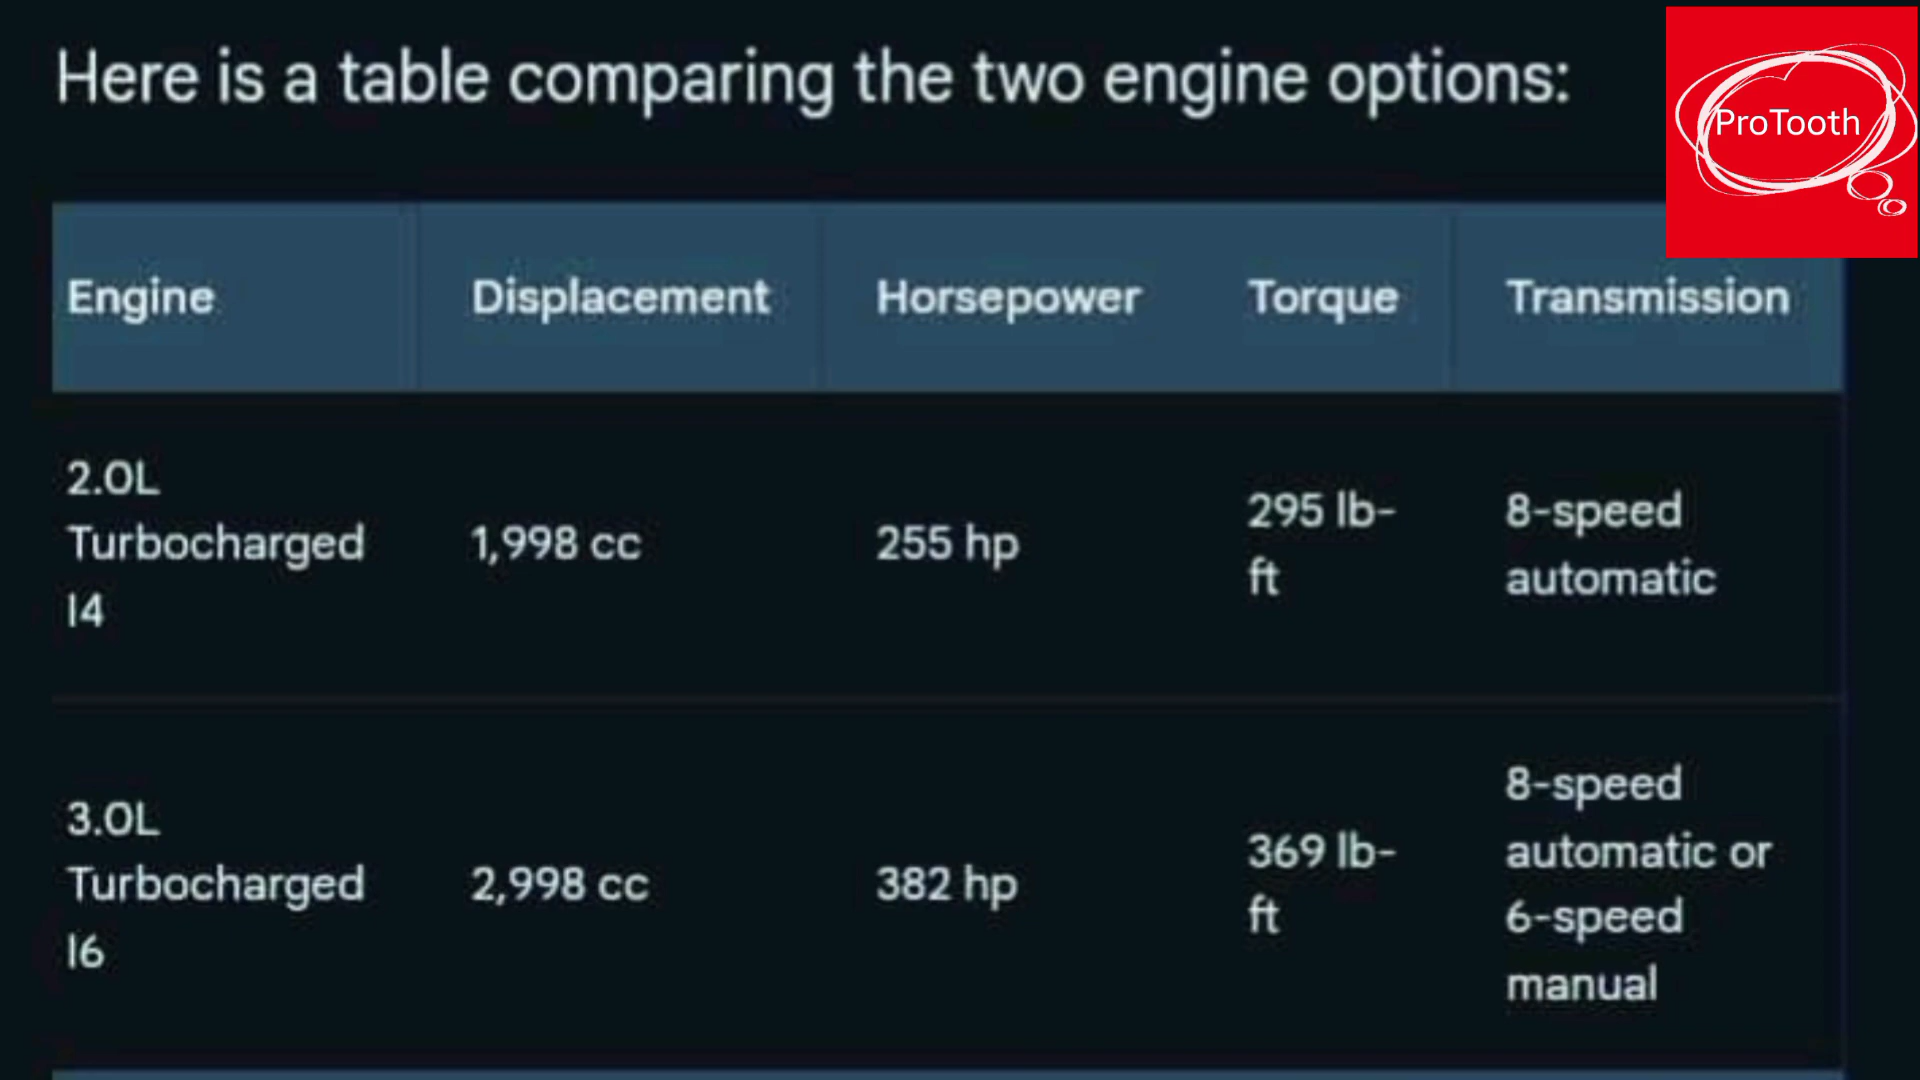 Here is a table comparing the two engine options:
ProTooth
Engine Displacement Horsepower Torque Transmission
2.0L
Turbocharged
I4
1,998 cc
255 hp
295 lb-
ft
8-speed
automatic
3.0L
Turbocharged
I6
2,998 cc
382 hp
369 lb-
ft
8-speed
automatic or
6-speed
manual